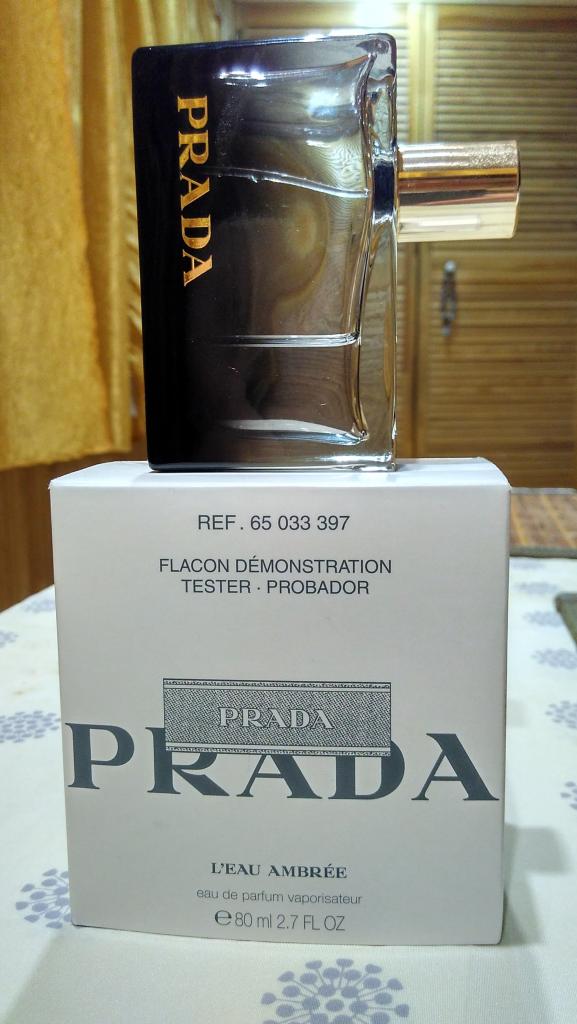 PRADA
REF. 65 033 397
FLACON DÉMONSTRATION
TESTER · PROBADOR
PRADA
PRADA
L'EAU AMBRÉE
eau de parfum vaporisateur
℮80 ml 2.7 FL OZ